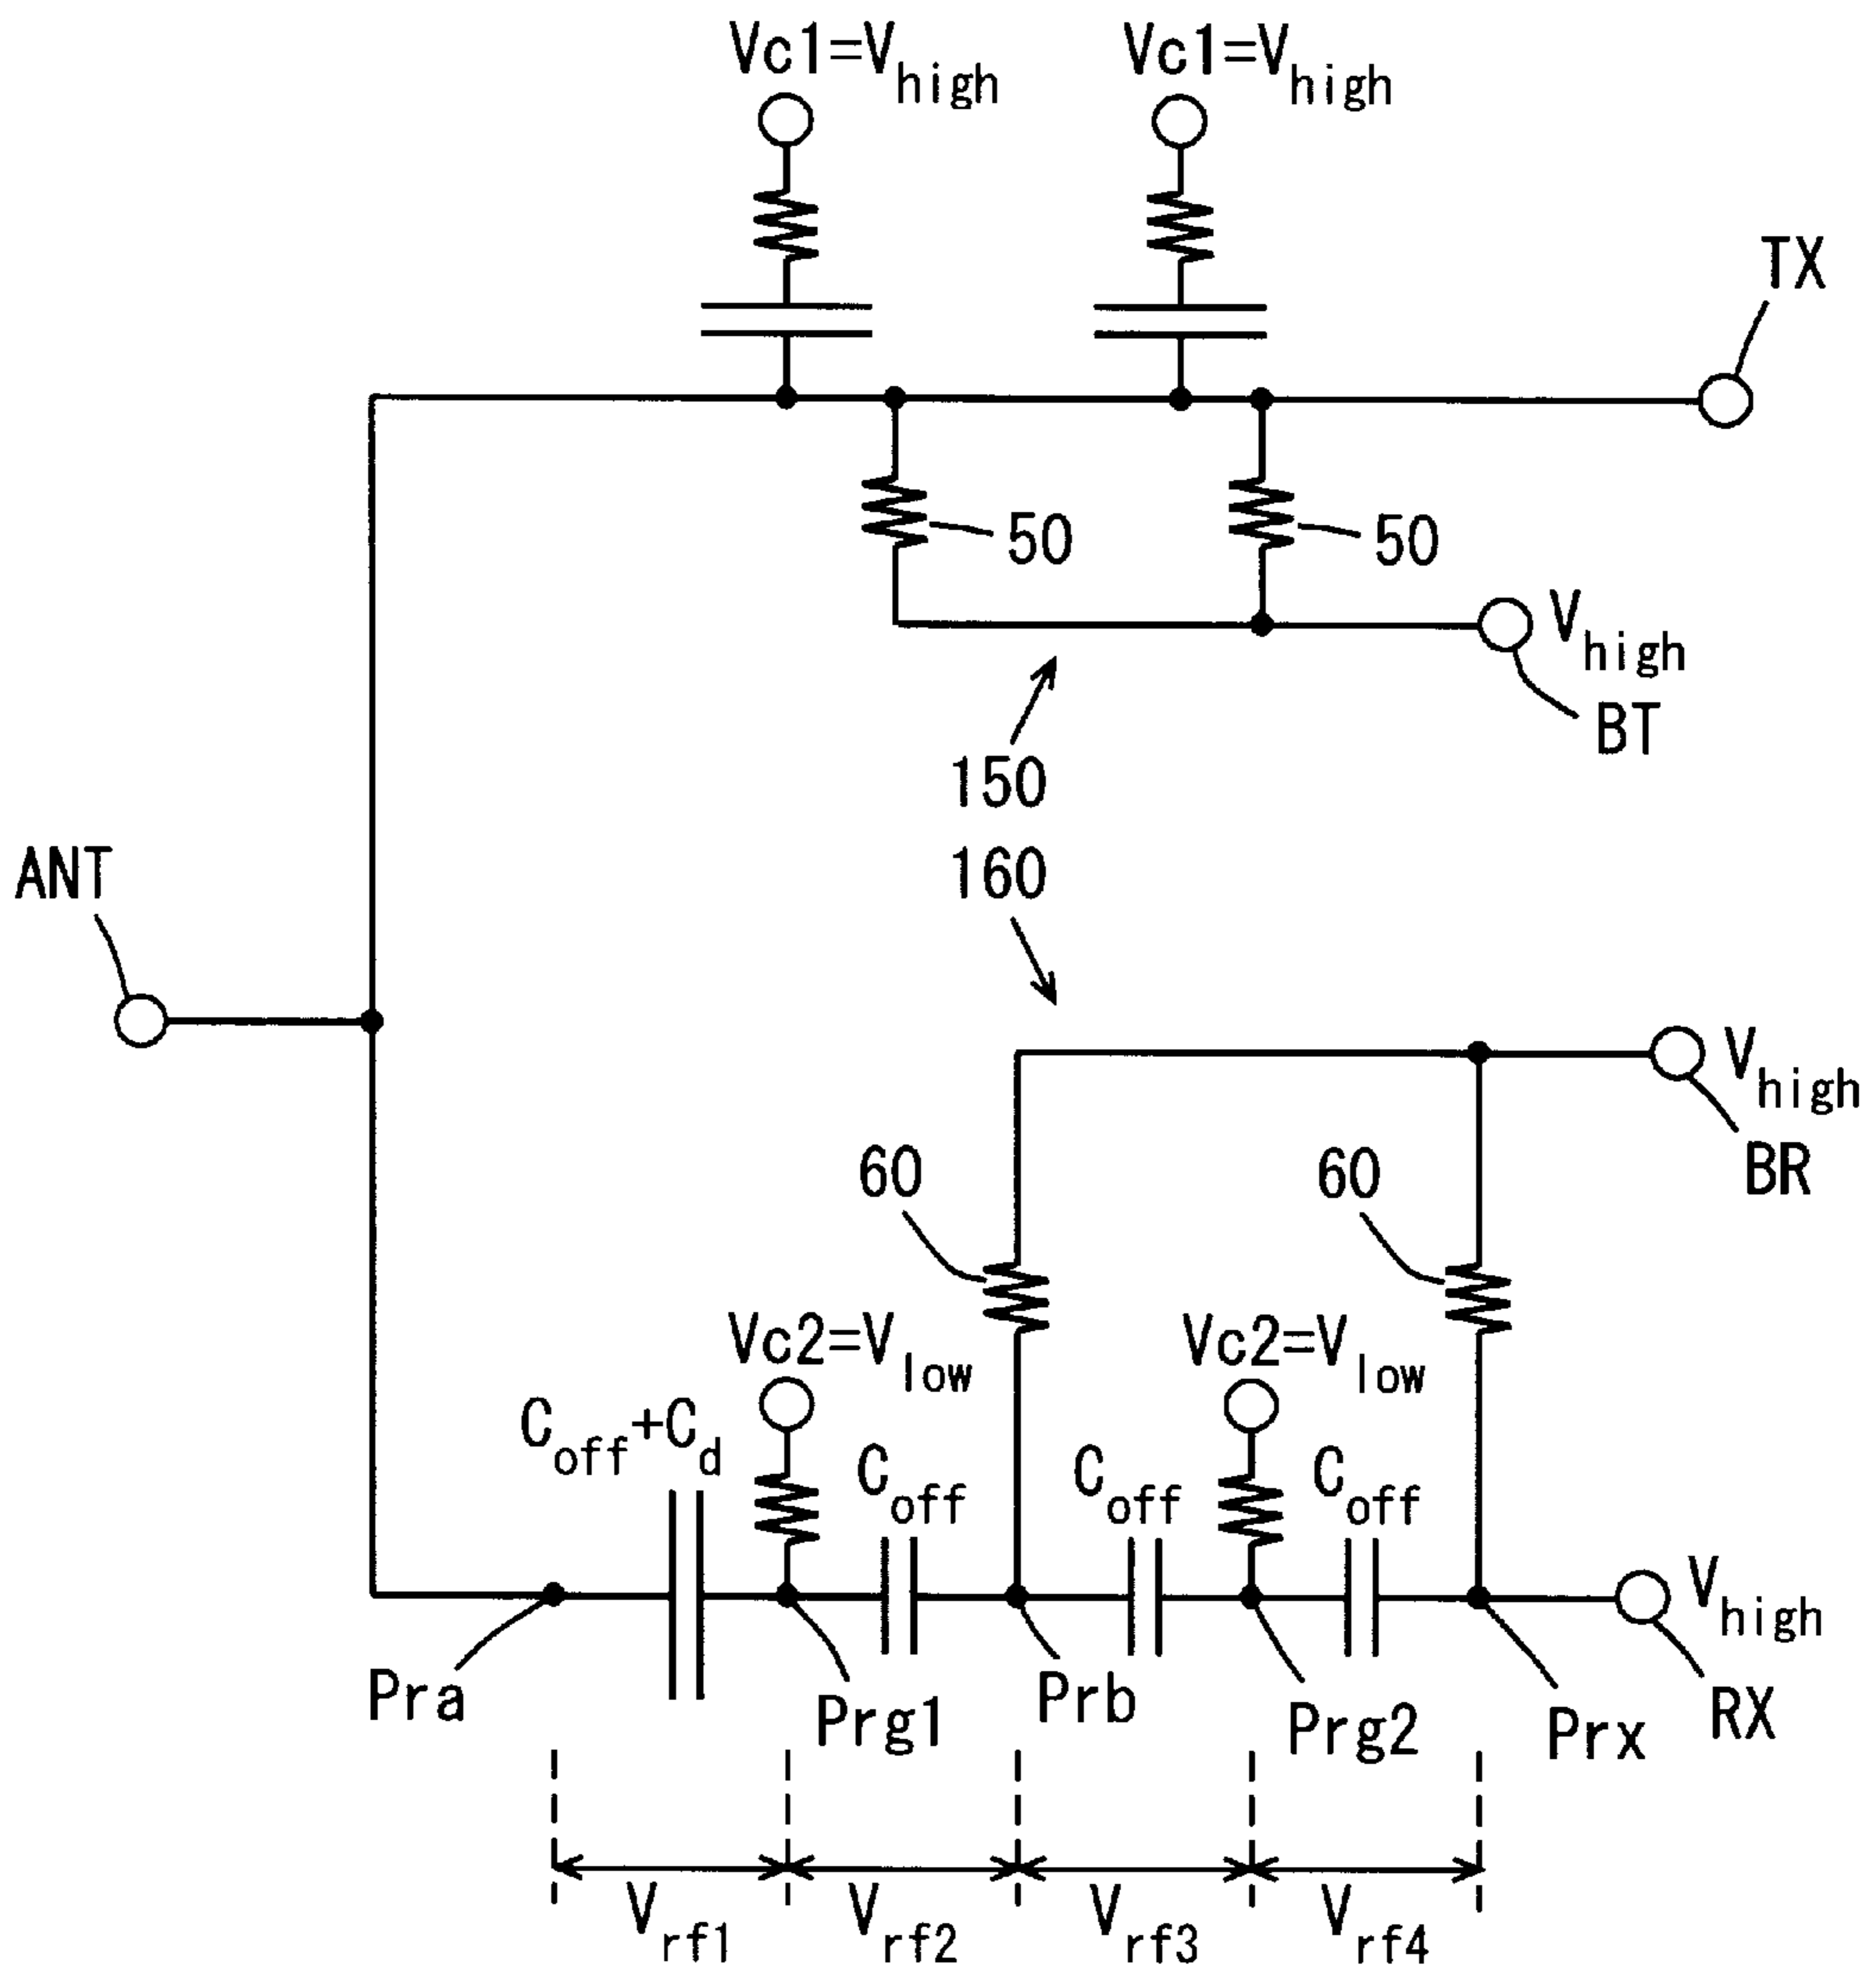 Vc1=Vhigh
Vc1=Vhigh
TX
50
50
Vhigh
BT
150
160
ANT
Vhigh
BR
60
60
Vc2=Vlow
Vc2=Vlow
Coff+Cd
Coff
Coff
Coff
Vhigh
RX
Pra
Prg1
Prb
Prg2
Prx
Vrf1
Vrf2
Vrf3
Vrf4